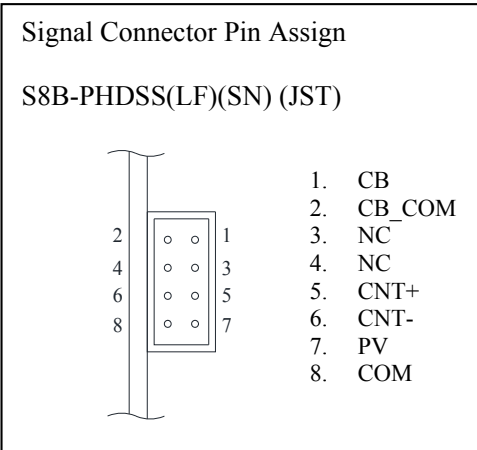 Signal Connector Pin Assign
S8B-PHDSS(LF)(SN) (JST)
2 1
4 3
6 5
8 7
1. CB
2. CB_COM
3. NC
4. NC
5. CNT+
6. CNT-
7. PV
8. COM